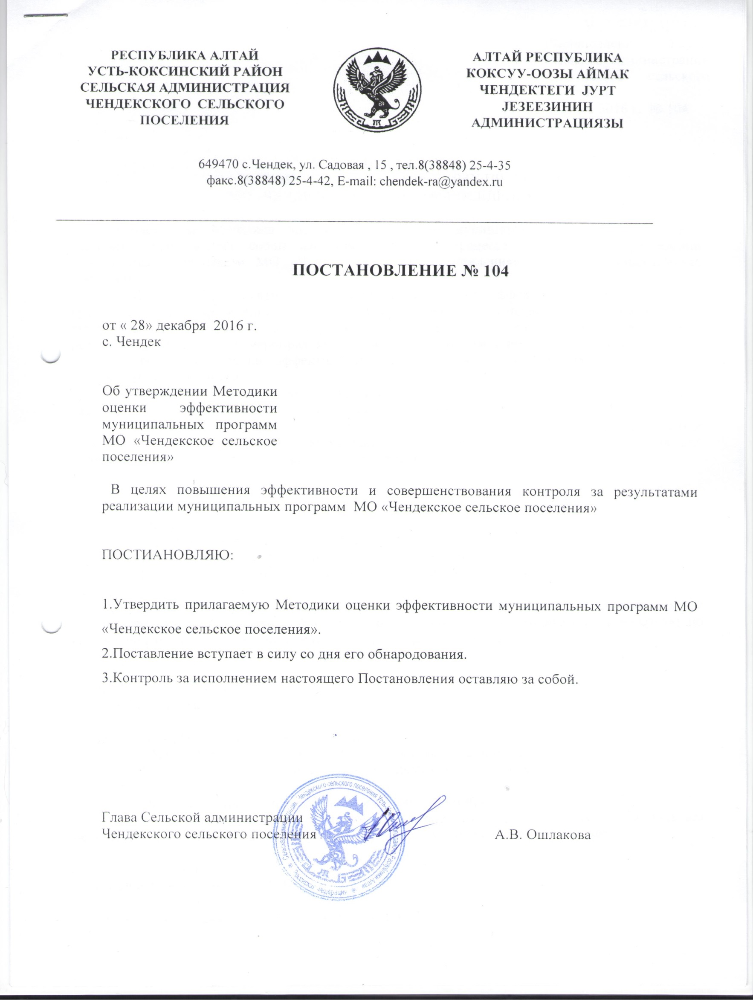 РЕСПУБЛИКА АЛТАЙ
УСТЬ-КОКСИНСКИЙ РАЙОН
СЕЛЬСКАЯ АДМИНИСТРАЦИЯ
ЧЕНДЕКСКОГО СЕЛЬСКОГО
ПОСЕЛЕНИЯ
АЛТАЙ РЕСПУБЛИКА
КОКСУУ-ООЗЫ АЙМАК
ЧЕНДЕКТЕГИ JУРТ
JЕЗЕЕЗИНИН
АДМИНИСТРАЦИЯЗЫ
649470 с.Чендек, ул. Садовая , 15 , тел.8(38848) 25-4-35
факс.8(38848) 25-4-42, E-mail: chendek-ra@yandex.ru
ПОСТАНОВЛЕНИЕ № 104
от « 28» декабря 2016 г.
с. Чендек
Об утверждении Методики
оценки эффективности
муниципальных программ
МО «Чендекское сельское
поселения»
В целях повышения эффективности и совершенствования контроля за результатами
реализации муниципальных программ МО «Чендекское сельское поселения»
ПОСТИАНОВЛЯЮ:
1.Утвердить прилагаемую Методики оценки эффективности муниципальных программ МО
«Чендекское сельское поселения».
2.Поставление вступает в силу со дня его обнародования.
3.Контроль за исполнением настоящего Постановления оставляю за собой.
Глава Сельской администрации
Чендекского сельского поселения
А.В. Ошлакова
Чендекского сельского поселения
Республики Алтай
Российская Федерация